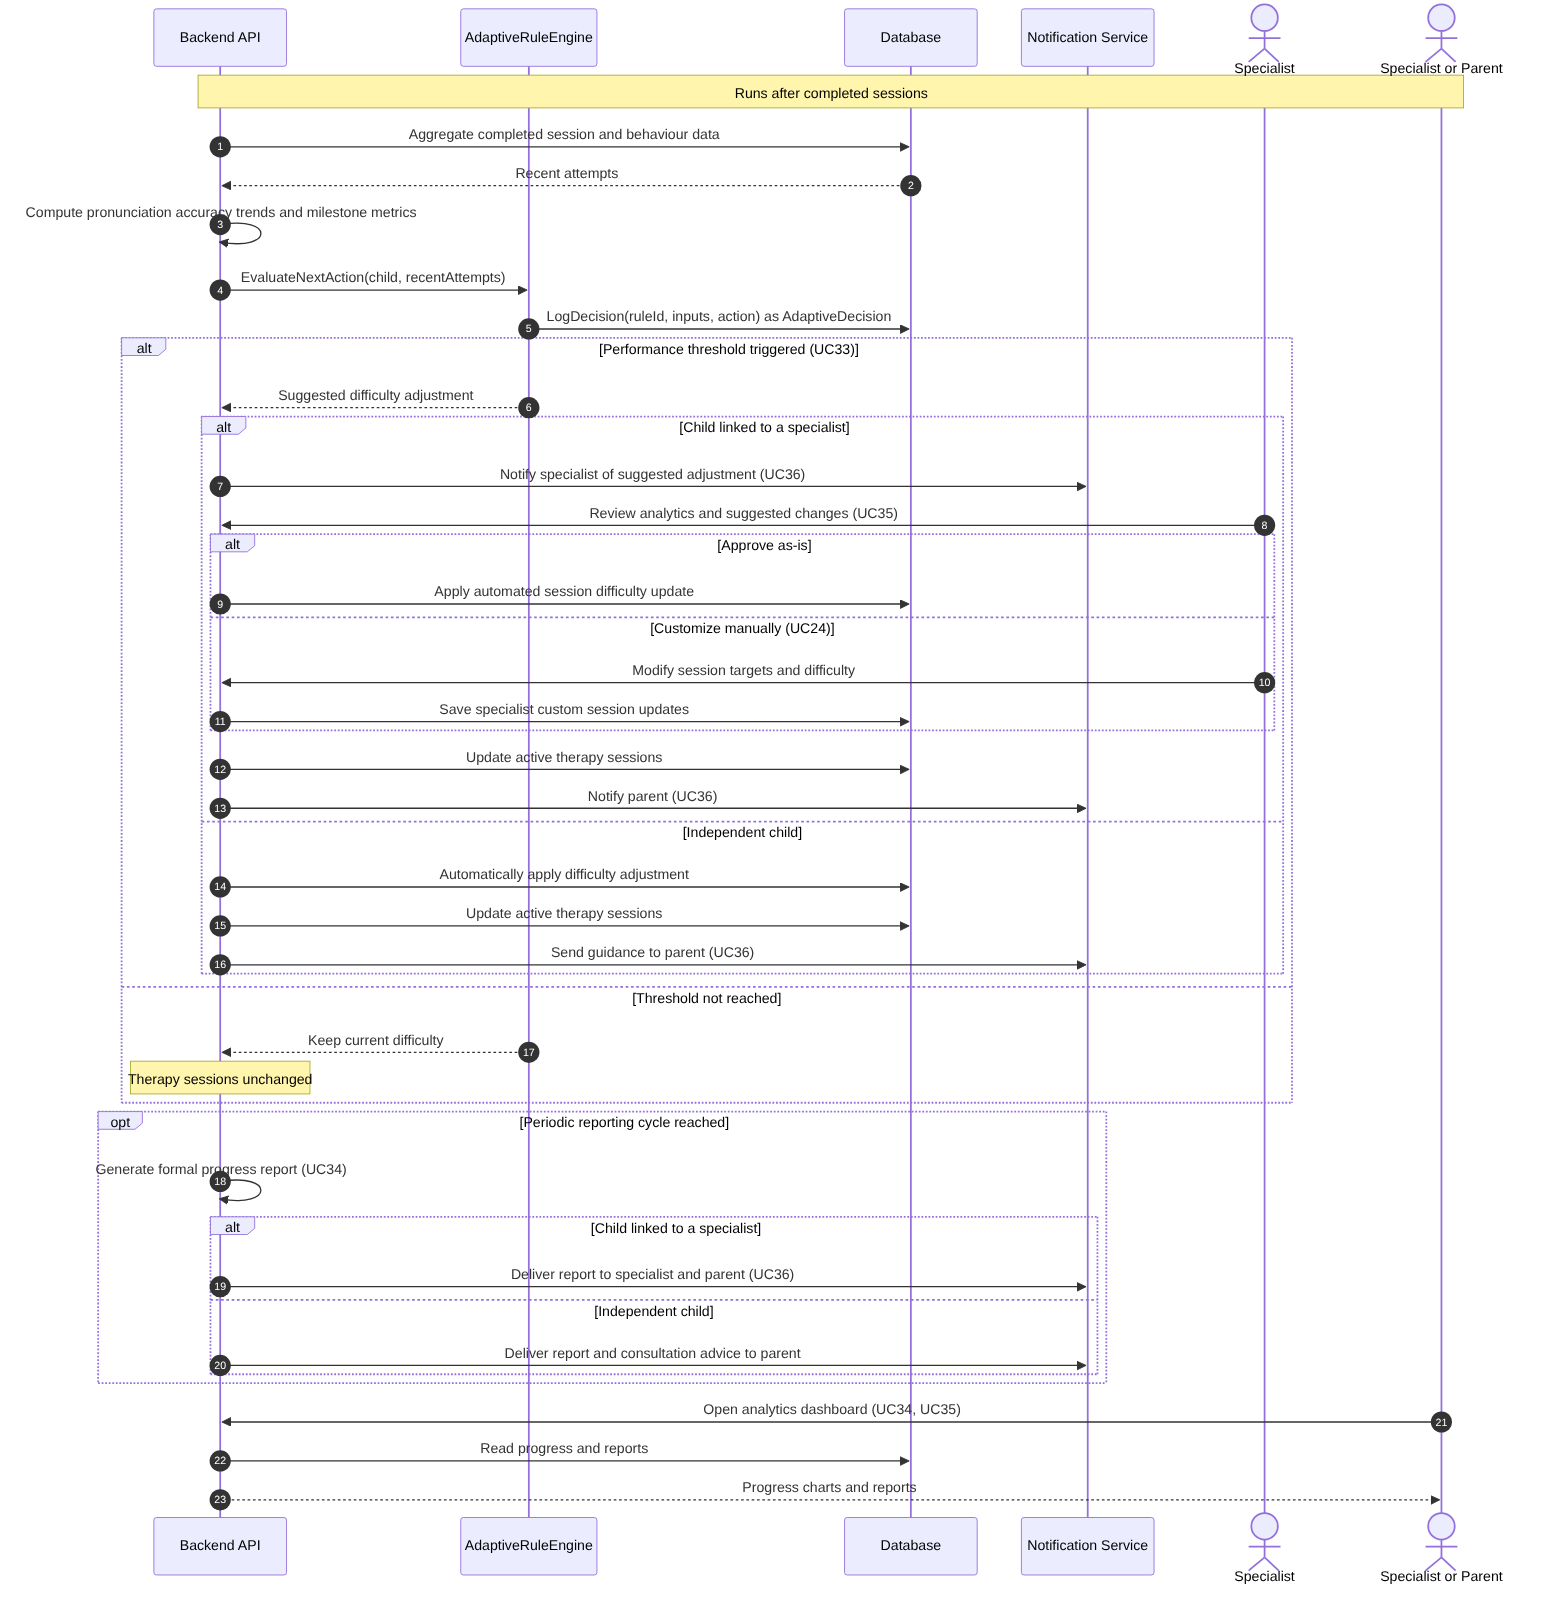 Backend API
AdaptiveRuleEngine
Database
Notification Service
Specialist
Specialist or Parent
Runs after completed sessions
Aggregate completed session and behaviour data
1
Recent attempts
2
Compute pronunciation accuracy trends and milestone metrics
3
EvaluateNextAction(child, recentAttempts)
4
LogDecision(ruleId, inputs, action) as AdaptiveDecision
5
alt
[Performance threshold triggered (UC33)]
Suggested difficulty adjustment
6
alt
[Child linked to a specialist]
Notify specialist of suggested adjustment (UC36)
7
Review analytics and suggested changes (UC35)
8
alt
[Approve as-is]
Apply automated session difficulty update
9
[Customize manually (UC24)]
Modify session targets and difficulty
10
Save specialist custom session updates
11
Update active therapy sessions
12
Notify parent (UC36)
13
[Independent child]
Automatically apply difficulty adjustment
14
Update active therapy sessions
15
Send guidance to parent (UC36)
16
[Threshold not reached]
Keep current difficulty
17
Therapy sessions unchanged
opt
[Periodic reporting cycle reached]
Generate formal progress report (UC34)
18
alt
[Child linked to a specialist]
Deliver report to specialist and parent (UC36)
19
[Independent child]
Deliver report and consultation advice to parent
20
Open analytics dashboard (UC34, UC35)
21
Read progress and reports
22
Progress charts and reports
23
Backend API
AdaptiveRuleEngine
Database
Notification Service
Specialist
Specialist or Parent